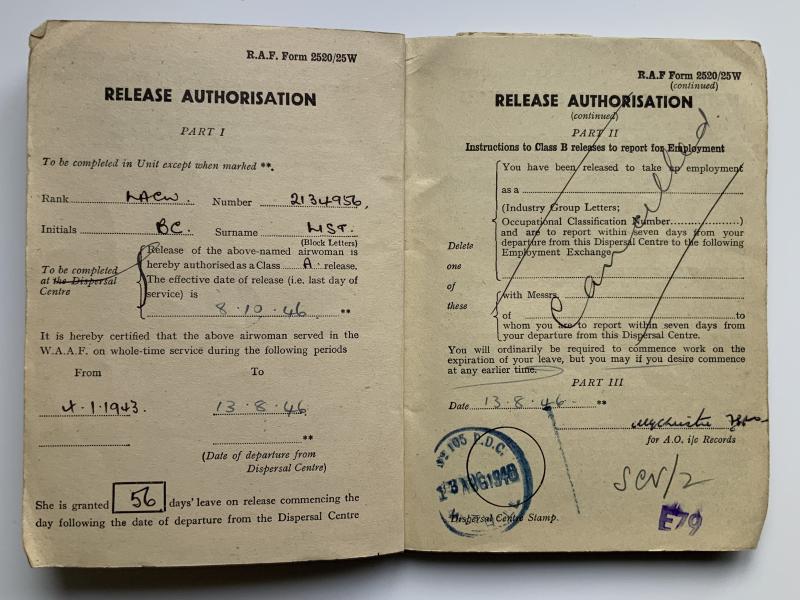 R.A.F. Form 2520/25W
RELEASE AUTHORISATION
PART I
To be completed in Unit except when marked **.
Rank LACW. Number 2134956,
Initials BC. Surname
(Block Letters)
Release of the above-named airwoman is
hereby authorised as a Class A. release.
To be completed
at the Dispersal
Centre
The effective date of release (i.e. last day of
service) is
8.10.46 **
It is hereby certified that the above airwoman served in the
W.A.A.F. on whole-time service during the following periods
From To
4.1.1943. 13.8.46
**
(Date of departure from
Dispersal Centre)
She is granted 56 days' leave on release commencing the
day following the date of departure from the Dispersal Centre
R.A.F Form 2520/25W
(continued)
RELEASE AUTHORISATION
(continued)
PART II
Instructions to Class B releases to report for Employment
Cancelled
You have been released to take up employment
as a
(Industry Group Letters;
Occupational Classification Number..............)
and are to report within seven days from your
departure from this Dispersal Centre to the following
Employment Exchange
Delete
one
of
these
with Messrs
of to
whom you are to report within seven days from
your departure from this Dispersal Centre.
You will ordinarily be required to commence work on the
expiration of your leave, but you may if you desire commence
at any earlier time.
PART III
Date 13.8.46 **
for A.O. i/c Records
No 105 P.D.C.
13 AUG 1946
Dispersal Centre Stamp.
E79